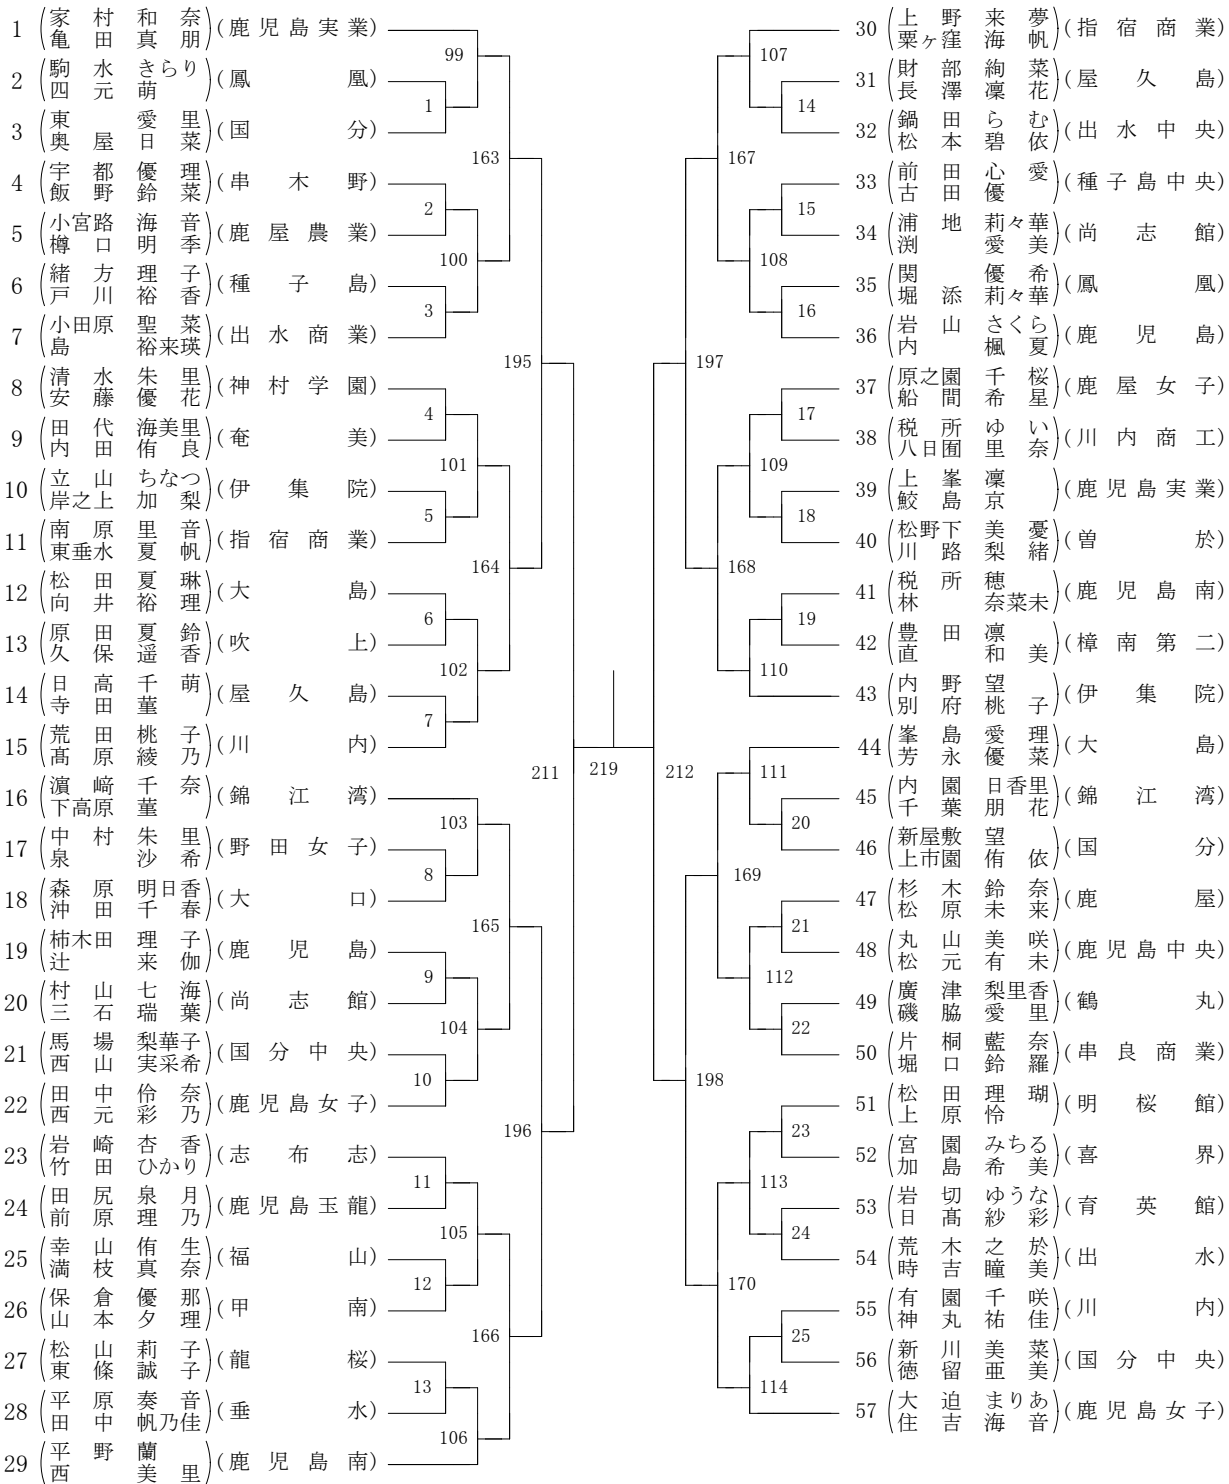 1 (家村和奈 亀田真朋)(鹿児島実業)
2 (駒水きらり 四元萌)(鳳凰)
3 (東愛里 奥屋日菜)(国分)
4 (宇都優理 飯野鈴菜)(串木野)
5 (小宮路海音 樽口明季)(鹿屋農業)
6 (緒方理子 戸川裕香)(種子島)
7 (小田原聖菜 島裕来瑛)(出水商業)
8 (清水朱里 安藤優花)(神村学園)
9 (田代海美里 内田侑良)(奄美)
10 (立山ちなつ 岸之上加梨)(伊集院)
11 (南原里音 東垂水夏帆)(指宿商業)
12 (松田夏琳 向井裕理)(大島)
13 (原田夏鈴 久保遥香)(吹上)
14 (日高千萌 寺田菫)(屋久島)
15 (荒田桃子 髙原綾乃)(川内)
16 (濵﨑千奈 下高原菫)(錦江湾)
17 (中村朱里 泉沙希)(野田女子)
18 (森原明日香 沖田千春)(大口)
19 (柿木田理子 辻来伽)(鹿児島)
20 (村山七海 三石瑞葉)(尚志館)
21 (馬場梨華子 西山実采希)(国分中央)
22 (田中伶奈 西元彩乃)(鹿児島女子)
23 (岩崎杏香 竹田ひかり)(志布志)
24 (田尻泉月 前原理乃)(鹿児島玉龍)
25 (幸山侑生 満枝真奈)(福山)
26 (保倉優那 山本夕理)(甲南)
27 (松山莉子 東條誠子)(龍桜)
28 (平原奏音 田中帆乃佳)(垂水)
29 (平野蘭 西美里)(鹿児島南)
99
1
163
2
100
3
195
4
101
5
164
6
102
7
211
103
8
165
9
104
10
196
11
105
12
166
13
106
219
30 (上野来夢 粟ヶ窪海帆)(指宿商業)
31 (財部絢菜 長澤凜花)(屋久島)
32 (鍋田らむ 松本碧依)(出水中央)
33 (前田心愛 古田優)(種子島中央)
34 (浦地莉々華 渕愛美)(尚志館)
35 (関優希 堀添莉々華)(鳳凰)
36 (岩山さくら 内楓夏)(鹿児島)
37 (原之園千桜 船間希星)(鹿屋女子)
38 (税所ゆい 八日囿里奈)(川内商工)
39 (上峯凜 鮫島京)(鹿児島実業)
40 (松野下美憂 川路梨緒)(曽於)
41 (税所穂 林奈菜未)(鹿児島南)
42 (豊田凛 直和美)(樟南第二)
43 (内野望 別府桃子)(伊集院)
44 (峯島愛理 芳永優菜)(大島)
45 (内園日香里 千葉朋花)(錦江湾)
46 (新屋敷望 上市園侑依)(国分)
47 (杉木鈴奈 松原未来)(鹿屋)
48 (丸山美咲 松元有未)(鹿児島中央)
49 (廣津梨里香 磯脇愛里)(鶴丸)
50 (片桐藍奈 堀口鈴羅)(串良商業)
51 (松田理瑚 上原怜)(明桜館)
52 (宮園みちる 加島希美)(喜界)
53 (岩切ゆうな 日髙紗彩)(育英館)
54 (荒木之於 時吉瞳美)(出水)
55 (有園千咲 神丸祐佳)(川内)
56 (新川美菜 徳留亜美)(国分中央)
57 (大迫まりあ 住吉海音)(鹿児島女子)
107
14
167
15
108
16
197
17
109
18
168
19
110
212
111
20
169
21
112
22
198
23
113
24
170
25
114